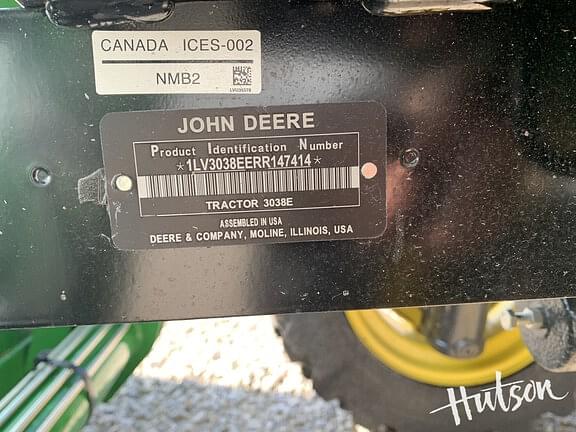 CANADA ICES-002
NMB2
JOHN DEERE
Product Identification Number
*1LV3038EERR147414*
TRACTOR 3038E
ASSEMBLED IN USA
DEERE & COMPANY, MOLINE, ILLINOIS, USA
Hutson